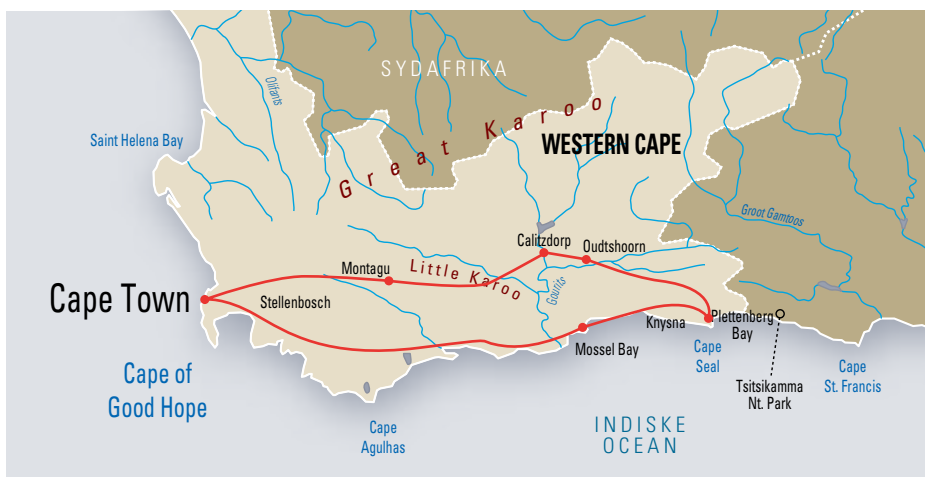 SYDAFRIKA
Olifants
Great Karoo
Saint Helena Bay
WESTERN CAPE
Groot Gamtoos
Calitzdorp
Oudtshoorn
Montagu
Little Karoo
Gourits
Cape Town
Stellenbosch
Knysna
Plettenberg
Bay
Mossel Bay
Cape
Seal
Cape of
Good Hope
Tsitsikamma
Nt. Park
Cape
St. Francis
Cape
Agulhas
INDISKE
OCEAN